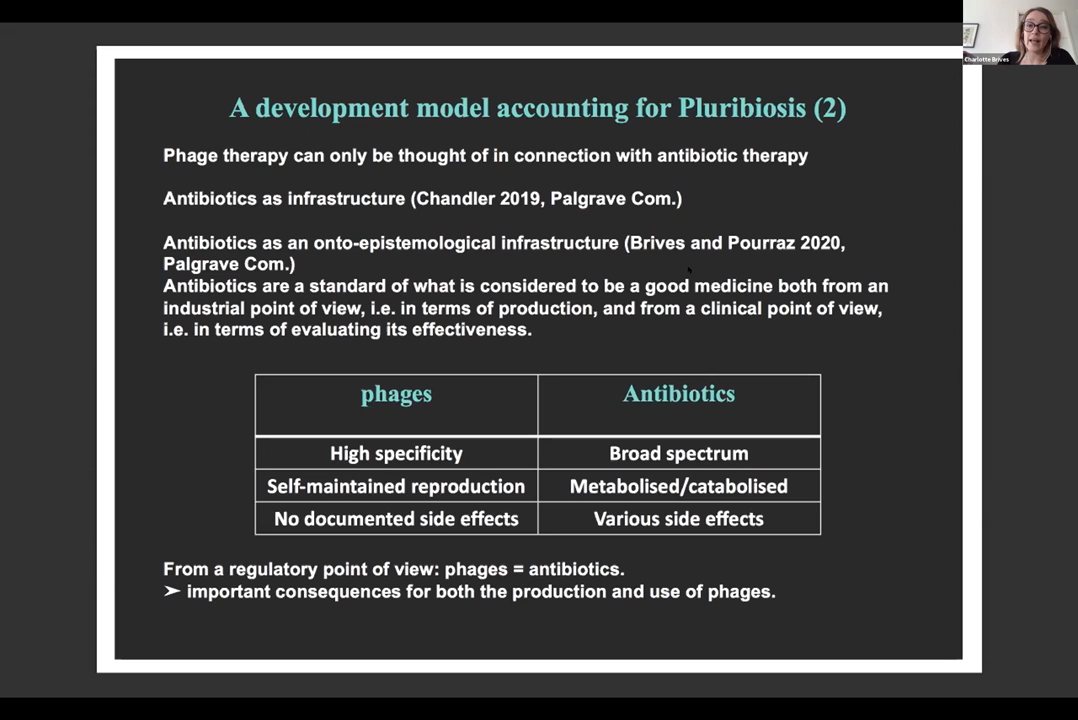 Charlotte Brives
A development model accounting for Pluribiosis (2)
Phage therapy can only be thought of in connection with antibiotic therapy
Antibiotics as infrastructure (Chandler 2019, Palgrave Com.)
Antibiotics as an onto-epistemological infrastructure (Brives and Pourraz 2020,
Palgrave Com.)
Antibiotics are a standard of what is considered to be a good medicine both from an
industrial point of view, i.e. in terms of production, and from a clinical point of view,
i.e. in terms of evaluating its effectiveness.
phages Antibiotics
High specificity Broad spectrum
Self-maintained reproduction Metabolised/catabolised
No documented side effects Various side effects
From a regulatory point of view: phages = antibiotics.
➢ important consequences for both the production and use of phages.